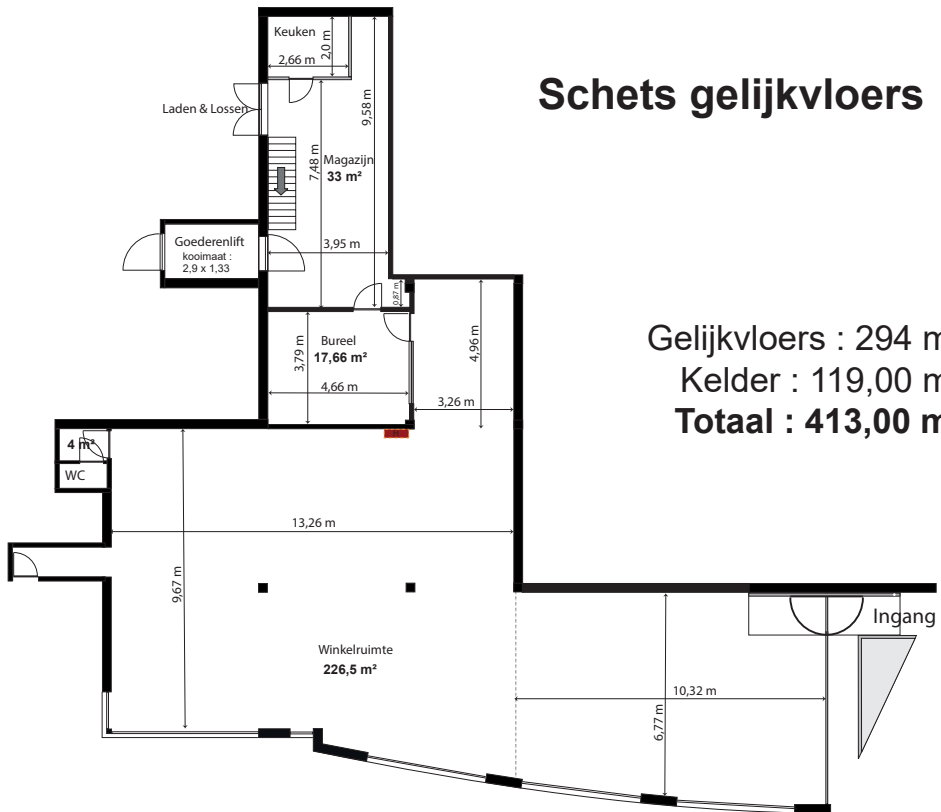 Schets gelijkvloers
Keuken
2,66 m
2,0 m
Laden & Lossen
9,58 m
7,48 m
Magazijn
33 m²
Goederenlift
kooimaat :
2,9 x 1,33
3,95 m
0,87 m
Bureel
17,66 m²
3,79 m
4,66 m
4,96 m
3,26 m
Gelijkvloers : 294 m
Kelder : 119,00 m
Totaal : 413,00 m
4 m²
WC
13,26 m
9,67 m
Winkelruimte
226,5 m²
Ingang
10,32 m
6,77 m